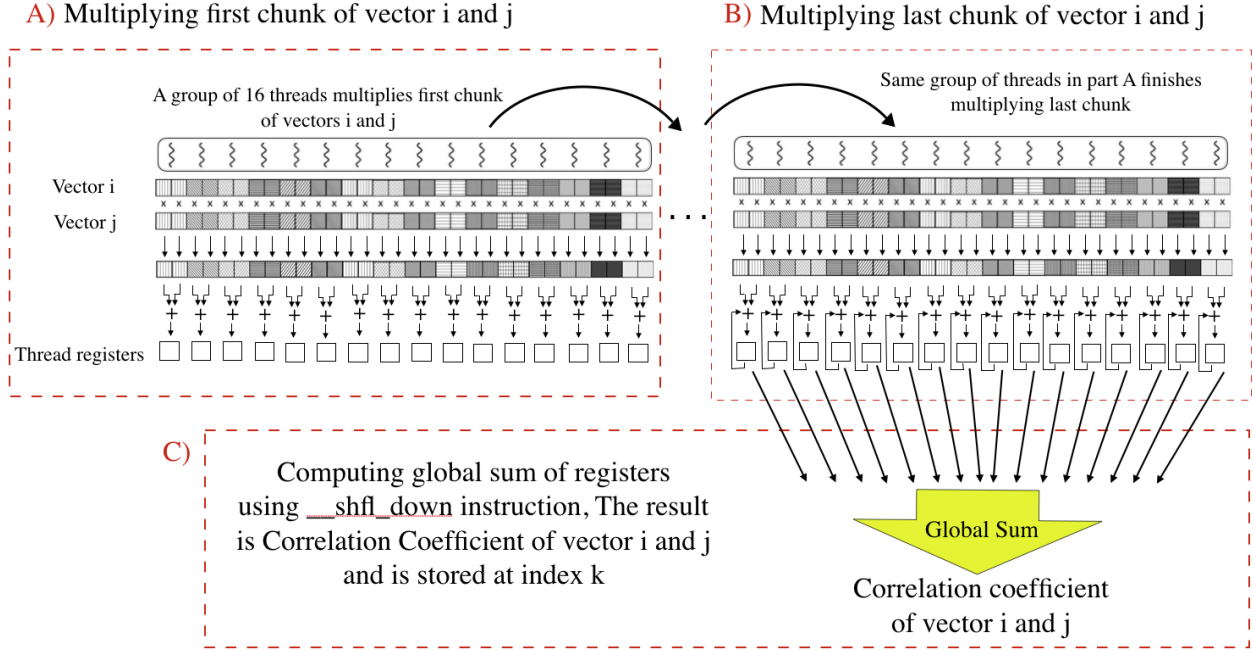 A) Multiplying first chunk of vector i and j
A group of 16 threads multiplies first chunk
of vectors i and j
Vector i
x x x x x x x x x x x x x x x x x x x x x x x x x x x x x x x x
Vector j
+ + + + + + + + + + + + + + + +
Thread registers
. . .
B) Multiplying last chunk of vector i and j
Same group of threads in part A finishes
multiplying last chunk
x x x x x x x x x x x x x x x x x x x x x x x x x x x x x x x x
+ + + + + + + + + + + + + + + +
C)
Computing global sum of registers
using __shfl_down instruction, The result
is Correlation Coefficient of vector i and j
and is stored at index k
Global Sum
Correlation coefficient
of vector i and j